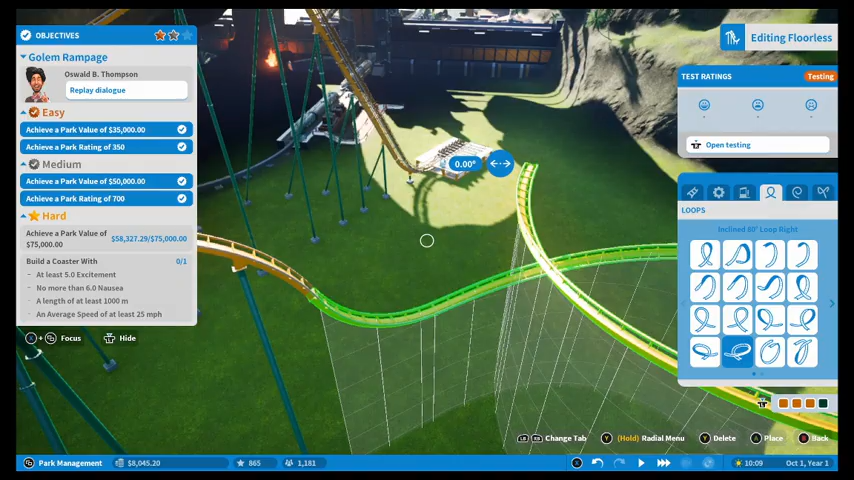 OBJECTIVES
Golem Rampage
Oswald B. Thompson
Replay dialogue
Easy
Achieve a Park Value of $35,000.00
Achieve a Park Rating of 350
Medium
Achieve a Park Value of $50,000.00
Achieve a Park Rating of 700
Hard
Achieve a Park Value of
$75,000.00
$58,327.29/$75,000.00
Build a Coaster With
0/1
- At least 5.0 Excitement
- No more than 6.0 Nausea
- A length of at least 1000 m
- An Average Speed of at least 25 mph
X + Focus
Hide
0.00°
Editing Floorless
TEST RATINGS
Testing
-
-
-
Open testing
LOOPS
Inclined 80° Loop Right
LB RB Change Tab
Y (Hold) Radial Menu
Y Delete
A Place
B Back
Park Management
$8,045.20
865
1,181
X
10:09
Oct 1, Year 1